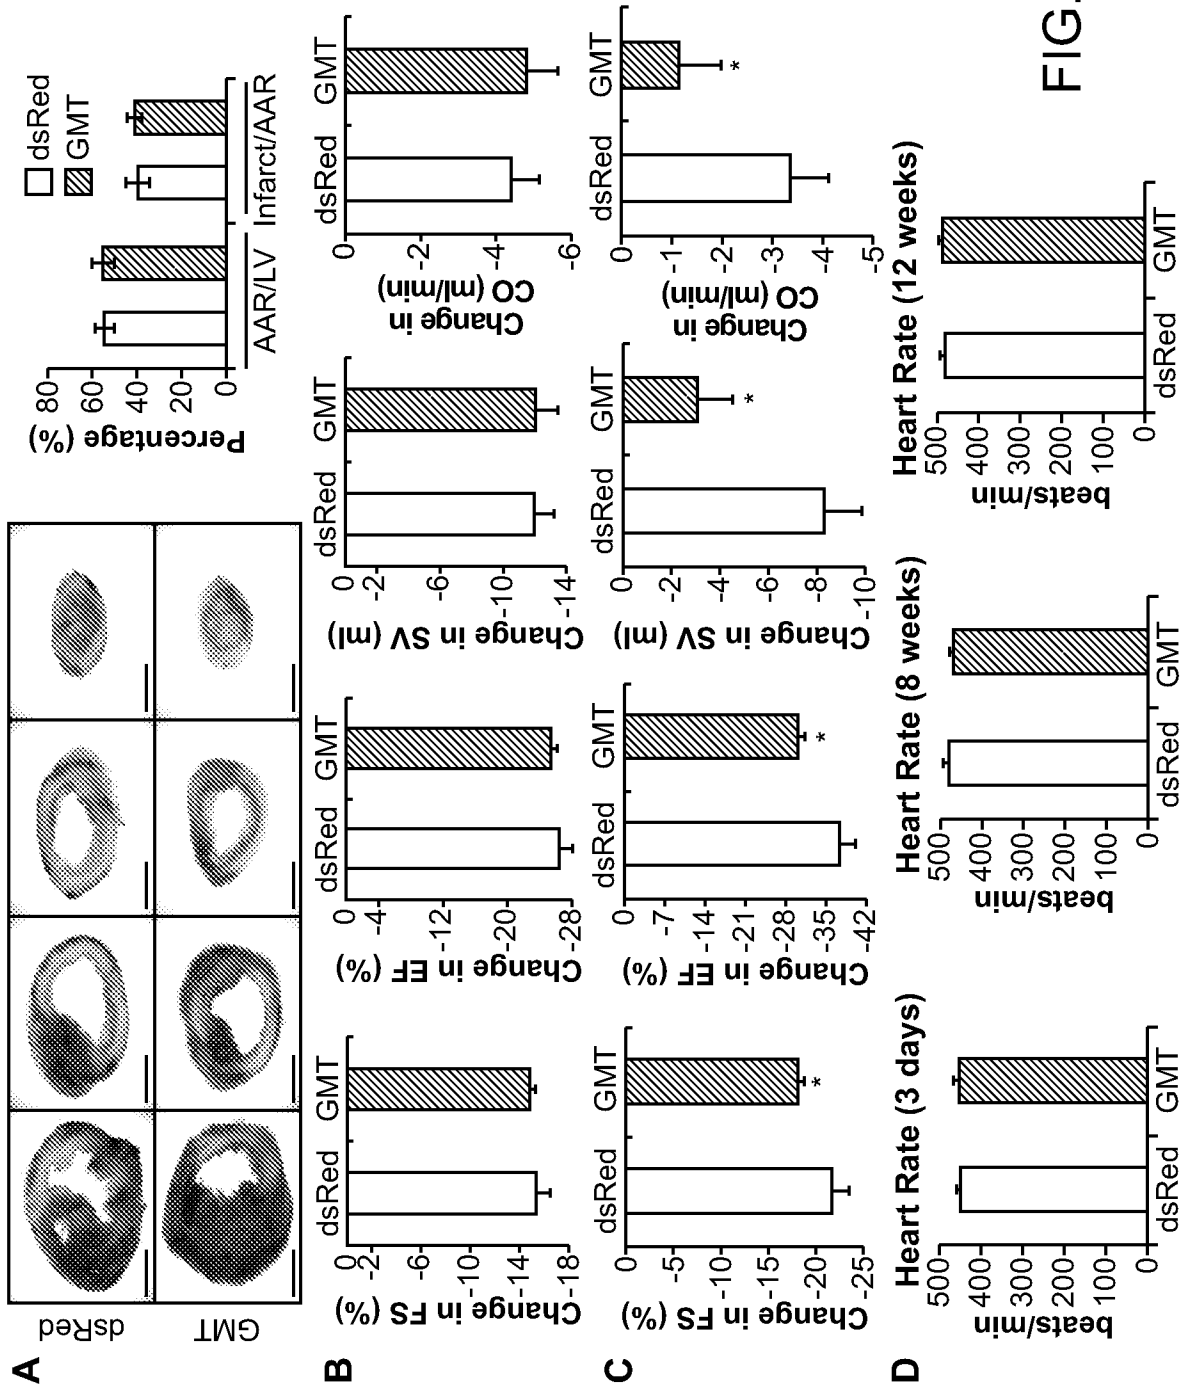 A
dsRed
GMT
Percentage (%)
80
60
40
20
0
AAR/LV
Infarct/AAR
dsRed
GMT
B
Change in FS (%)
0
-2
-6
-10
-14
-18
dsRed
GMT
Change in EF (%)
0
-4
-12
-20
-28
dsRed
GMT
Change in SV (ml)
0
-2
-6
-10
-14
dsRed
GMT
Change in
CO (ml/min)
0
-2
-4
-6
dsRed
GMT
C
Change in FS (%)
0
-5
-10
-15
-20
-25
dsRed
GMT
*
Change in EF (%)
0
-7
-14
-21
-28
-35
-42
dsRed
GMT
*
Change in SV (ml)
0
-2
-4
-6
-8
-10
dsRed
GMT
*
Change in
CO (ml/min)
0
-1
-2
-3
-4
-5
dsRed
GMT
*
D
Heart Rate (3 days)
beats/min
500
400
300
200
100
0
dsRed
GMT
Heart Rate (8 weeks)
beats/min
500
400
300
200
100
0
dsRed
GMT
Heart Rate (12 weeks)
beats/min
500
400
300
200
100
0
dsRed
GMT
FIG.